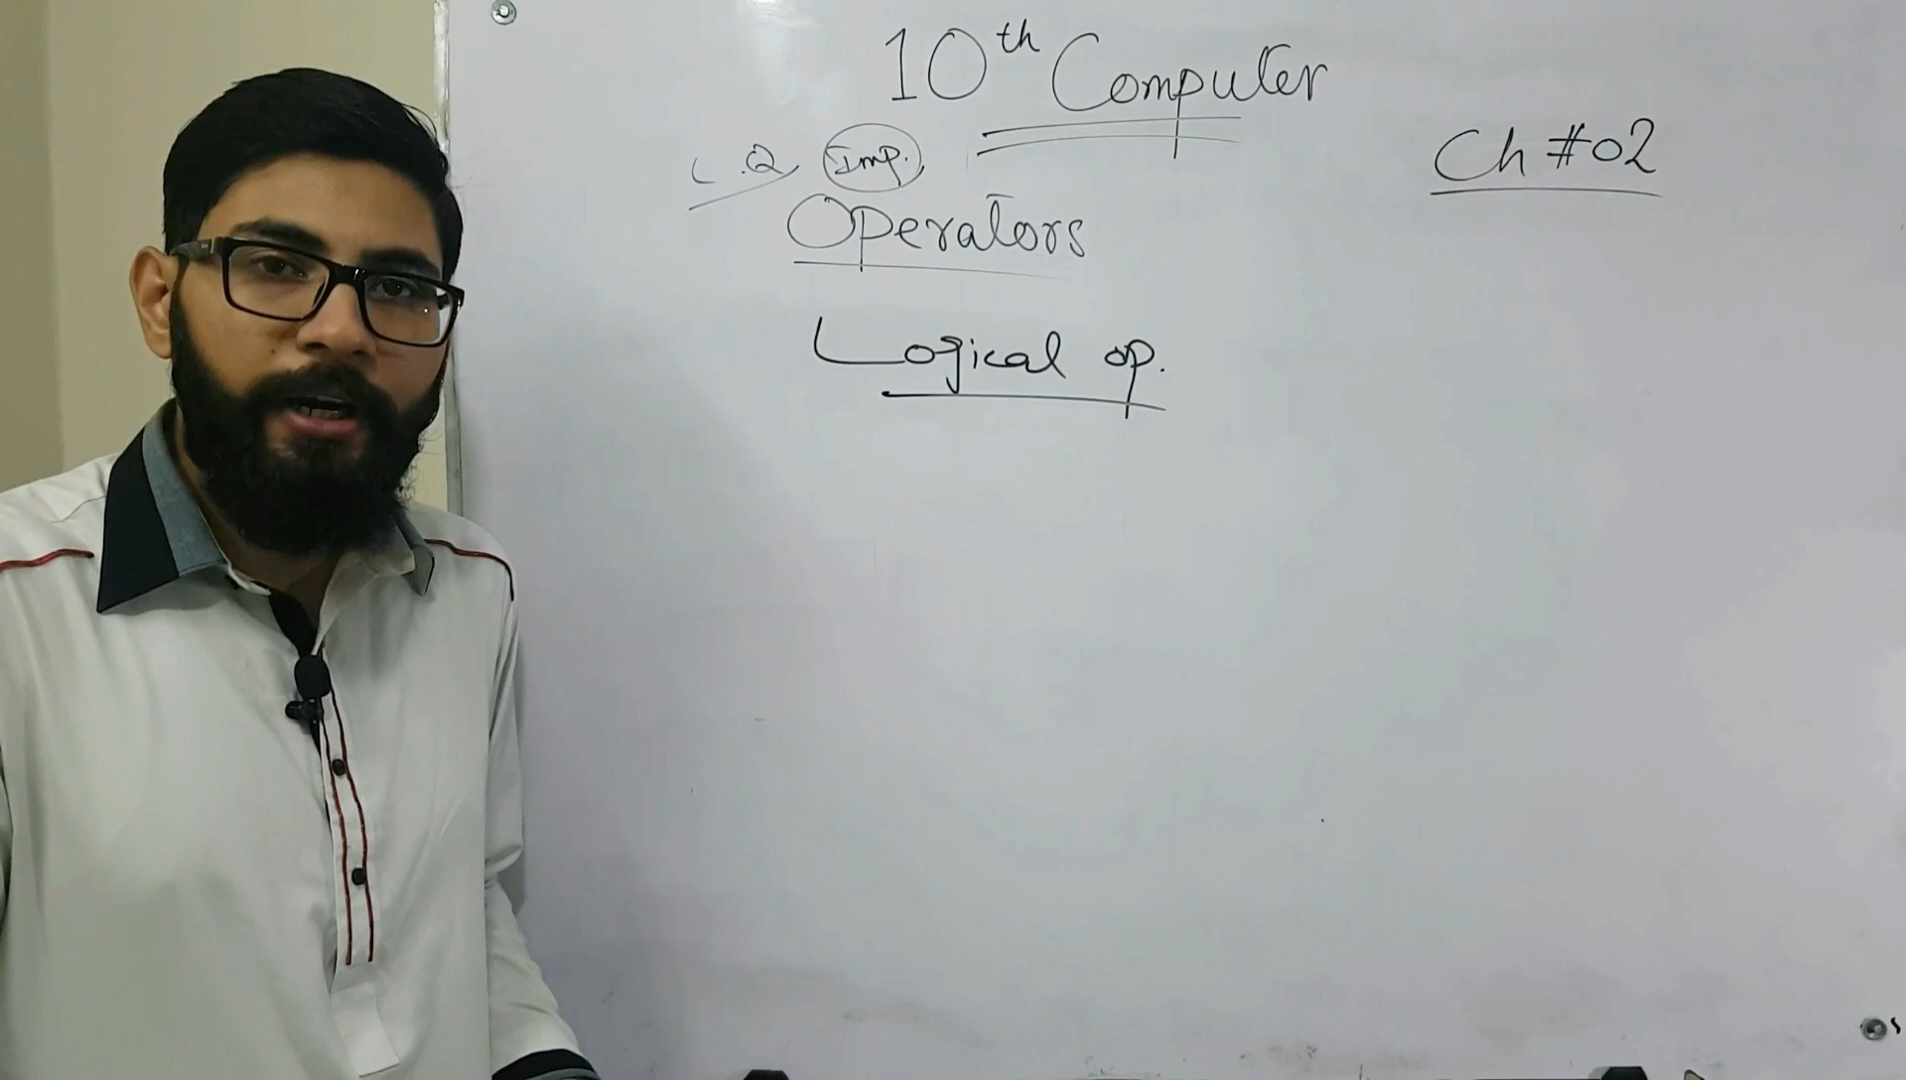 10th Computer
Ch #02
L.Q Imp.
Operators
Logical op.